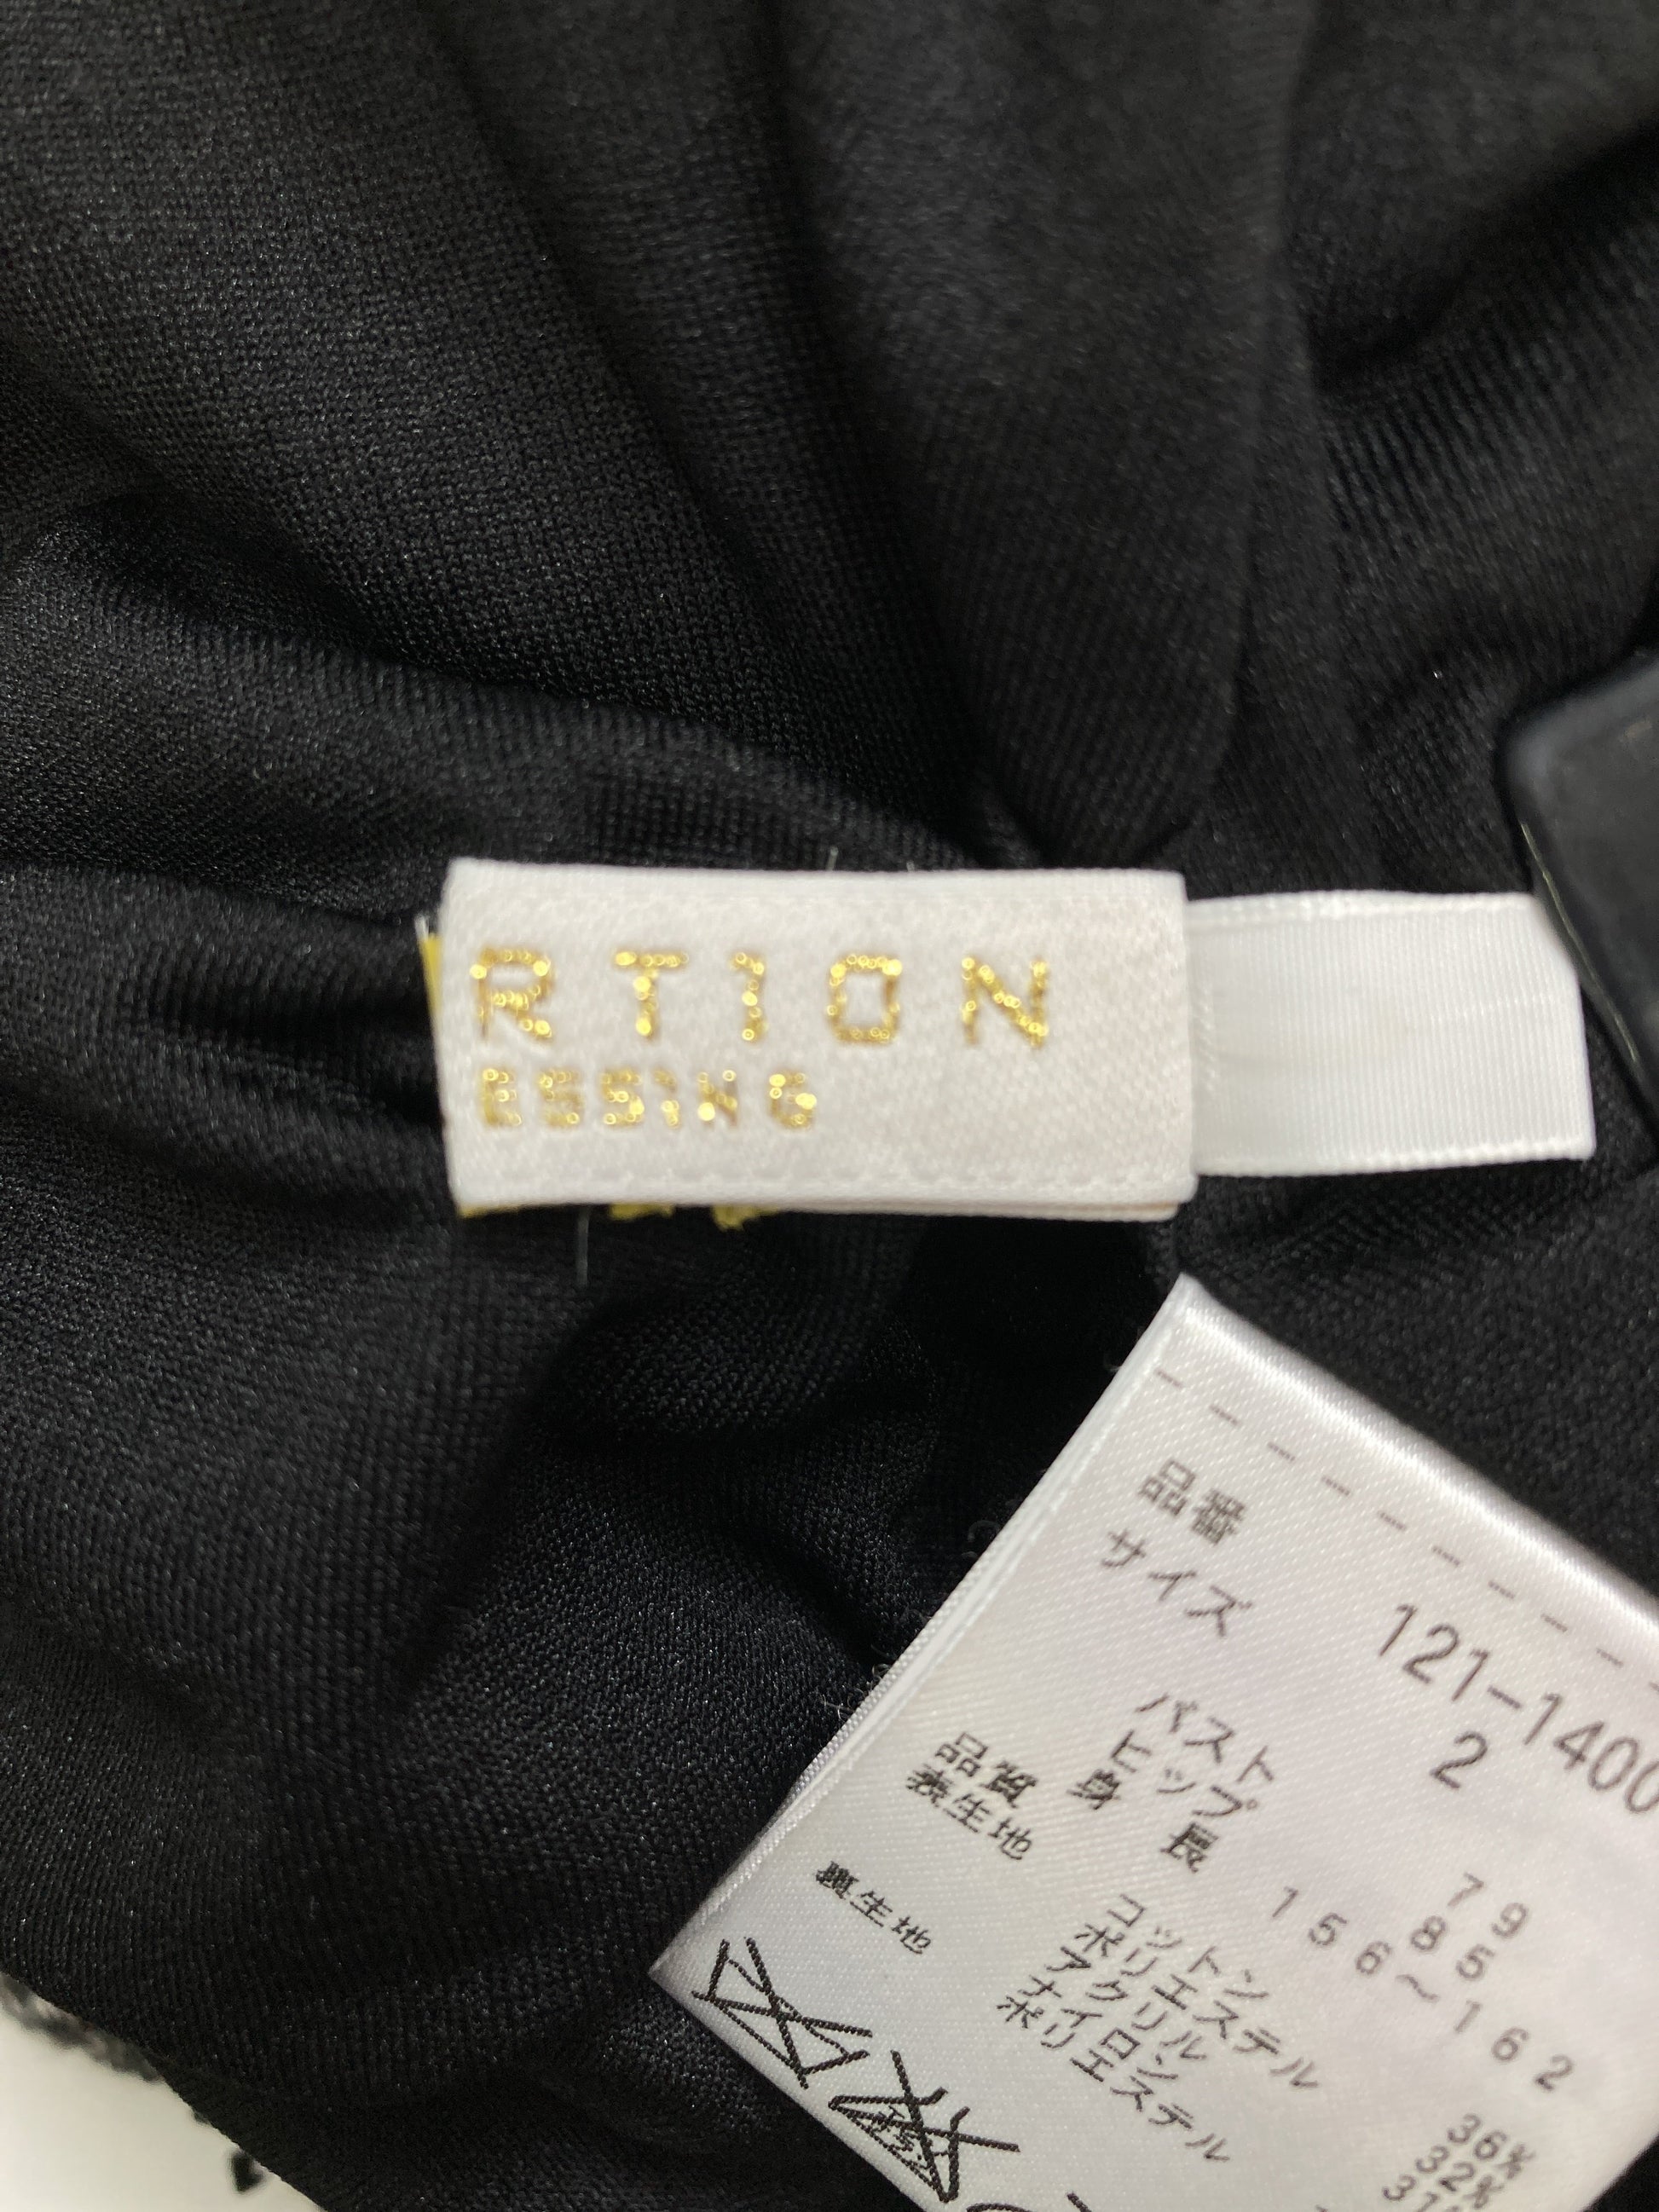 RTION
ESSING
品番 121-1400
サイズ 2
バスト 79
ヒップ 85
身長 156～162
品質
表生地 コットン 36%
ポリエステル 32%
アクリル
ナイロン
裏生地 ポリエステル